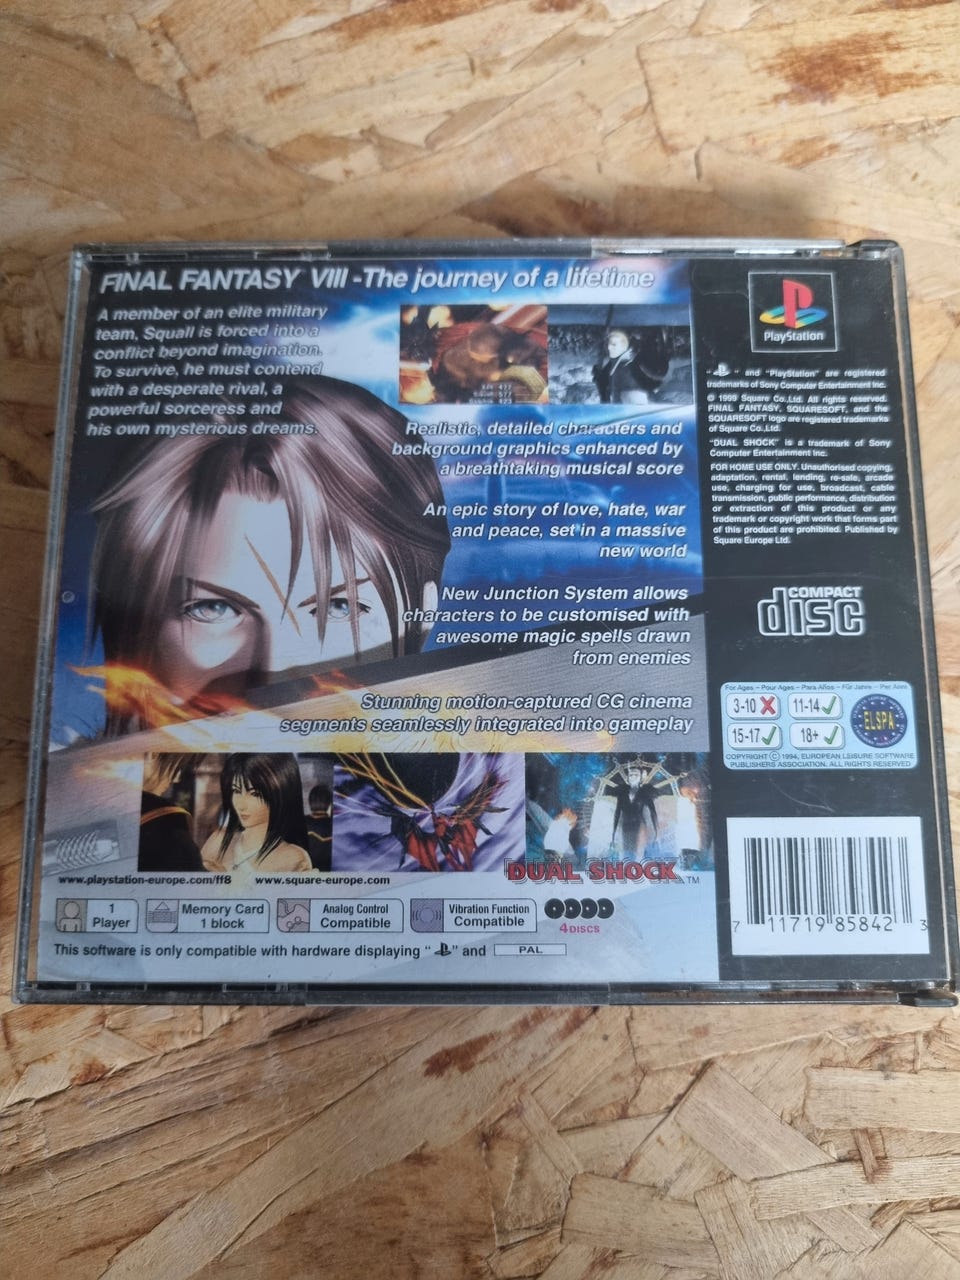 FINAL FANTASY VIII -The journey of a lifetime
A member of an elite military
team, Squall is forced into a
conflict beyond imagination.
To survive, he must contend
with a desperate rival, a
powerful sorceress and
his own mysterious dreams.
Realistic, detailed characters and
background graphics enhanced by
a breathtaking musical score
An epic story of love, hate, war
and peace, set in a massive
new world
New Junction System allows
characters to be customised with
awesome magic spells drawn
from enemies
Stunning motion-captured CG cinema
segments seamlessly integrated into gameplay
DUAL SHOCK™
www.playstation-europe.com/ff8 www.square-europe.com
1
Player
Memory Card
1 block
Analog Control
Compatible
Vibration Function
Compatible
4 DISCS
This software is only compatible with hardware displaying " " and PAL
PlayStation
" " and "PlayStation" are registered
trademarks of Sony Computer Entertainment Inc.
© 1999 Square Co.,Ltd. All rights reserved.
FINAL FANTASY, SQUARESOFT, and the
SQUARESOFT logo are registered trademarks
of Square Co.,Ltd.
"DUAL SHOCK" is a trademark of Sony
Computer Entertainment Inc.
FOR HOME USE ONLY. Unauthorised copying,
adaptation, rental, lending, re-sale, arcade
use, charging for use, broadcast, cable
transmission, public performance, distribution
or extraction of this product or any
trademark or copyright work that forms part
of this product are prohibited. Published by
Square Europe Ltd.
COMPACT
disc
For Ages – Pour Ages – Para Años – Für Jahre – Per Anni
3-10 11-14
15-17 18+
ELSPA
COPYRIGHT © 1994, EUROPEAN LEISURE SOFTWARE
PUBLISHERS ASSOCIATION. ALL RIGHTS RESERVED
7 11719 85842 3